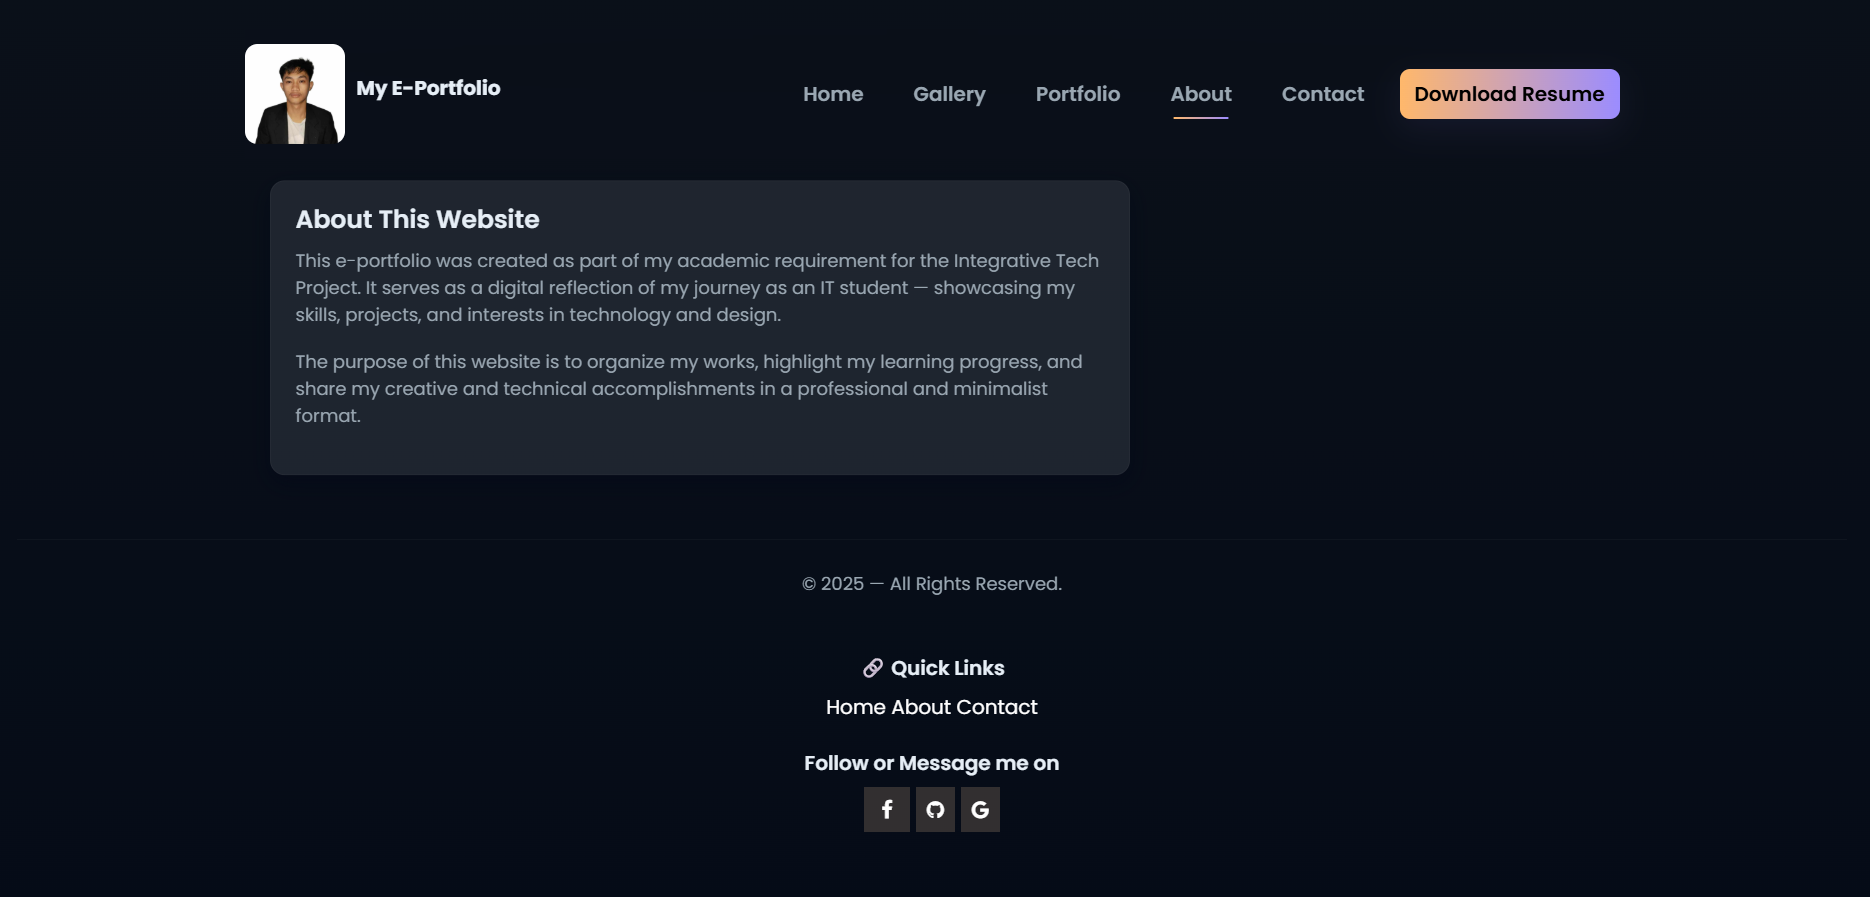 My E-Portfolio
Home
Gallery
Portfolio
About
Contact
Download Resume
About This Website
This e-portfolio was created as part of my academic requirement for the Integrative Tech
Project. It serves as a digital reflection of my journey as an IT student — showcasing my
skills, projects, and interests in technology and design.
The purpose of this website is to organize my works, highlight my learning progress, and
share my creative and technical accomplishments in a professional and minimalist
format.
© 2025 — All Rights Reserved.
Quick Links
Home About Contact
Follow or Message me on